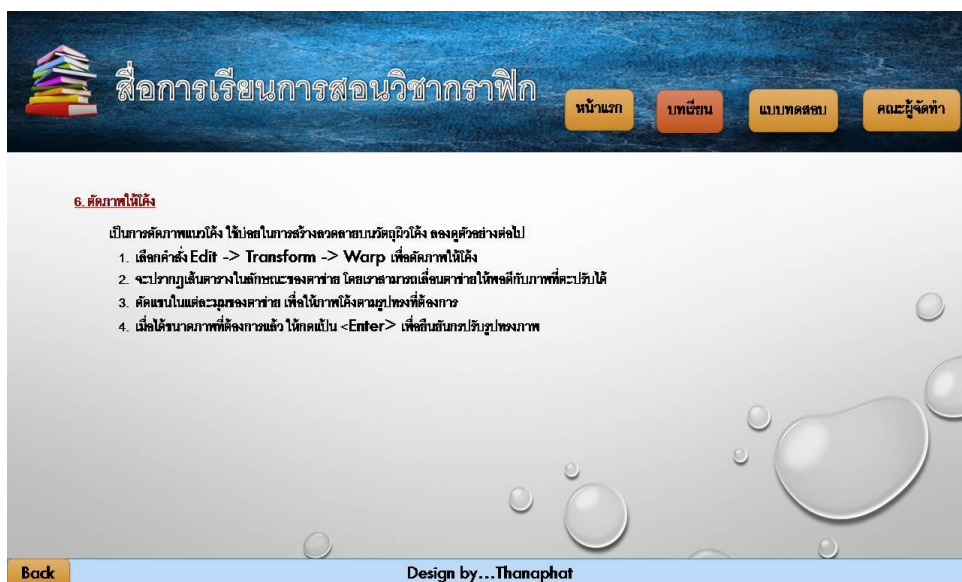 สื่อการเรียนการสอนวิชากราฟิก
หน้าแรก
บทเรียน
แบบทดสอบ
คณะผู้จัดทำ
6. ดัดภาพให้โค้ง
เป็นการดัดภาพแนวโค้ง ใช้บ่อยในการสร้างลวดลายบนวัตถุผิวโค้ง ลองดูตัวอย่างต่อไป
1. เลือกคำสั่ง Edit -> Transform -> Warp เพื่อดัดภาพให้โค้ง
2. จะปรากฏเส้นตารางในลักษณะของตาข่าย โดยเราสามารถเลื่อนตาข่ายให้พอดีกับภาพที่ตะปรับได้
3. ดัดแขนในแต่ละมุมของตาข่าย เพื่อให้ภาพโค้งตามรูปทรงที่ต้องการ
4. เมื่อได้ขนาดภาพที่ต้องการแล้ว ให้กดแป้น <Enter> เพื่อยืนยันกรปรับรูปทรงภาพ
Back
Design by...Thanaphat